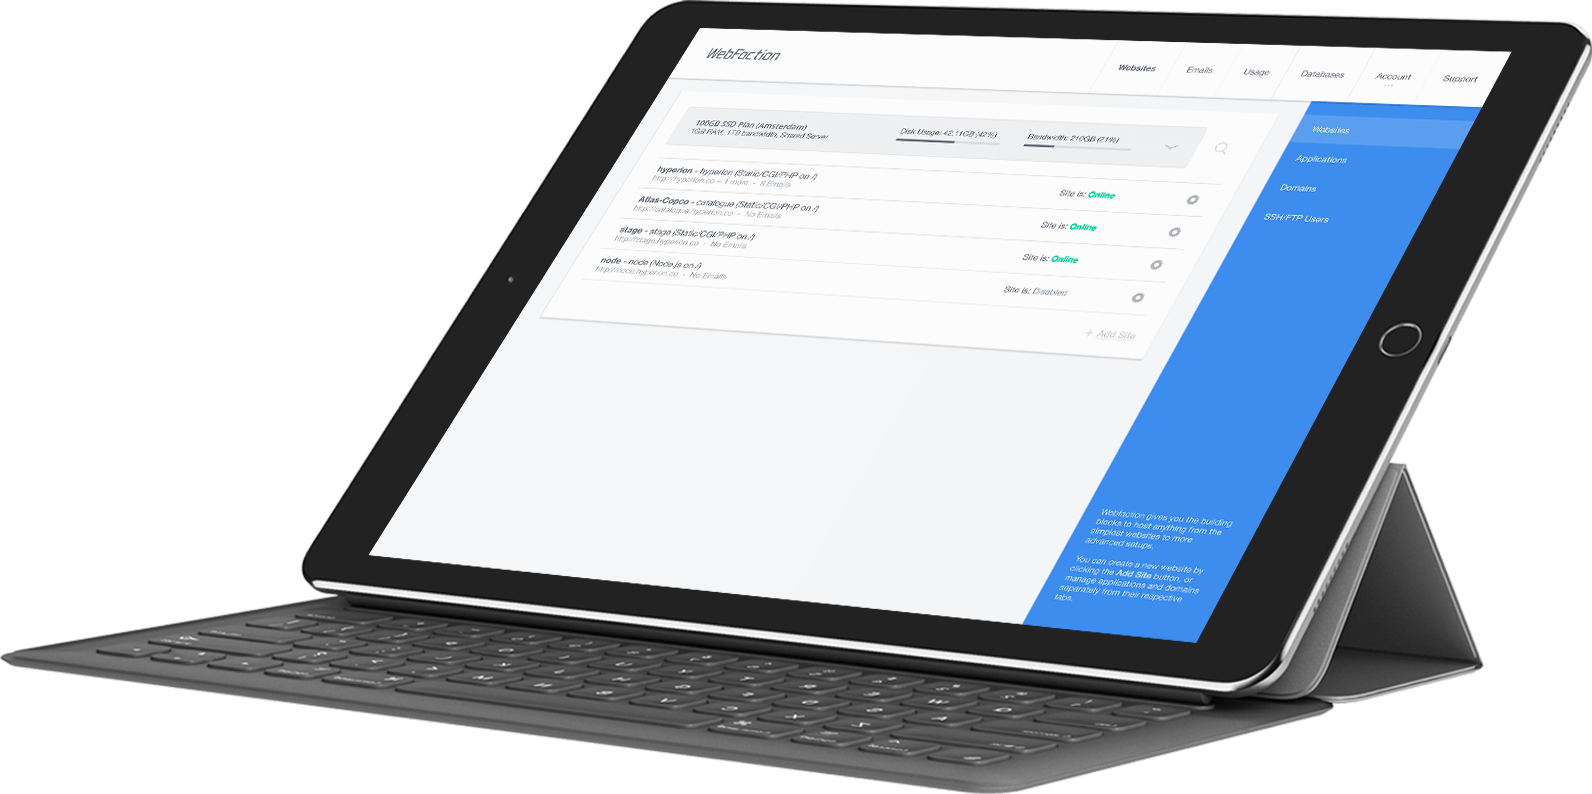 WebFaction
Websites Emails Usage Databases Account Support
100GB SSD Plan (Amsterdam)
1GB RAM, 1TB bandwidth, Shared Server
Disk Usage: 42.11GB (42%)
Bandwidth: 210GB (21%)
hyperion - hyperion (Static/CGI/PHP on /)
http://hyperion.co - 1 more - 8 Emails
Site is: Online
Atlas-Copco - catalogue (Static/CGI/PHP on /)
http://catalogue.hyperion.co - No Emails
Site is: Online
stage - stage (Static/CGI/PHP on /)
http://stage.hyperion.co - No Emails
Site is: Online
node - node (Node.js on /)
http://node.hyperion.co - No Emails
Site is: Disabled
+ Add Site
Websites
Applications
Domains
SSH/FTP Users
Webfaction gives you the building
blocks to host anything from the
simplest websites to more
advanced setups.
You can create a new website by
clicking the Add Site button, or
manage applications and domains
separately from their respective
tabs.